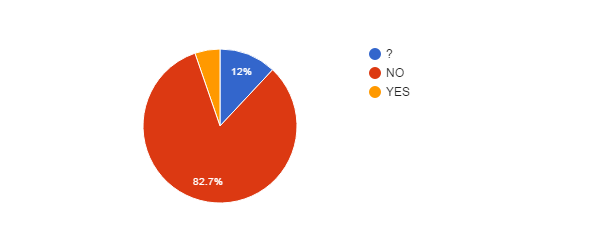 12%
82.7%
?
NO
YES